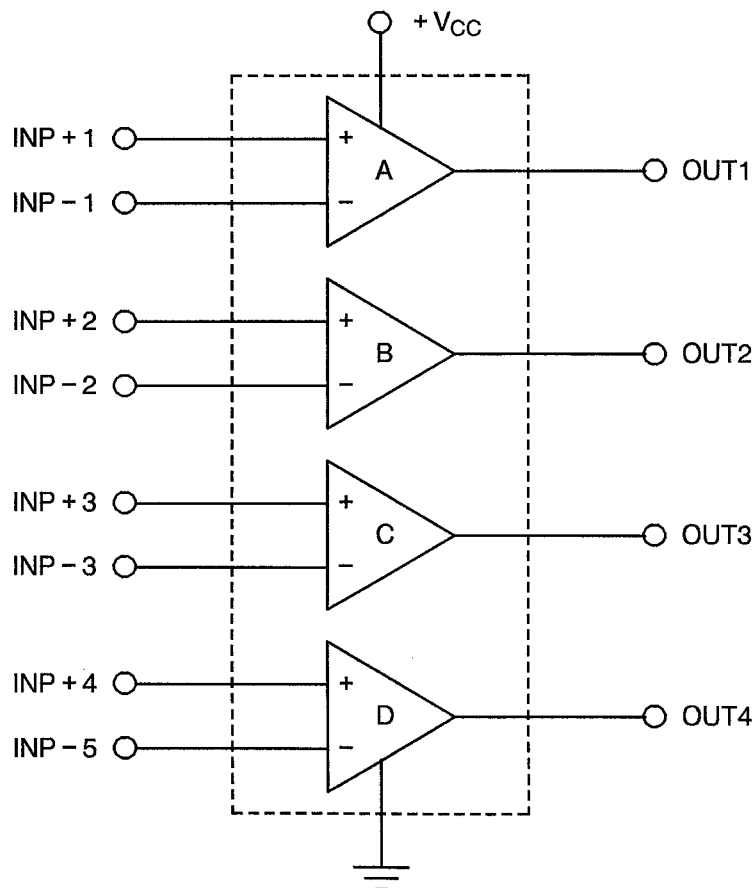 +VCC
INP+1
+
A
OUT1
INP−1
−
INP+2
+
B
OUT2
INP−2
−
INP+3
+
C
OUT3
INP−3
−
INP+4
+
D
OUT4
INP−5
−